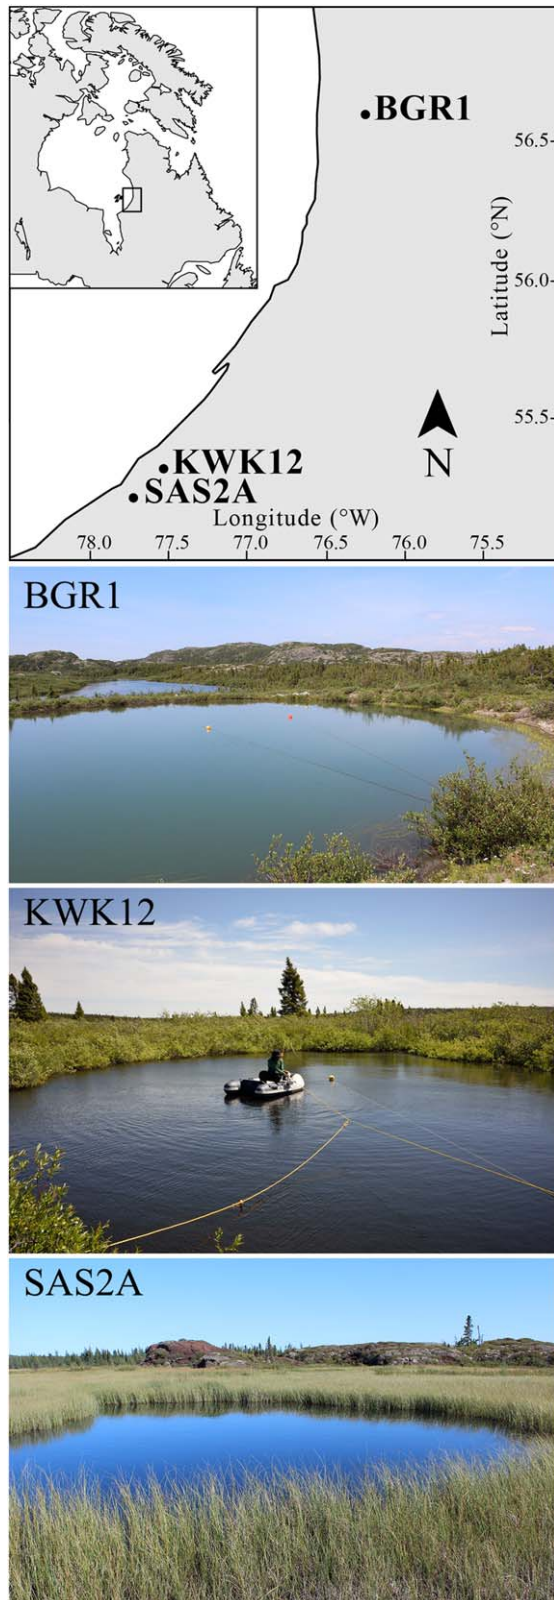 BGR1
56.5
Latitude (°N)
56.0
55.5
N
KWK12
SAS2A
Longitude (°W)
78.0 77.5 77.0 76.5 76.0 75.5
BGR1
KWK12
SAS2A